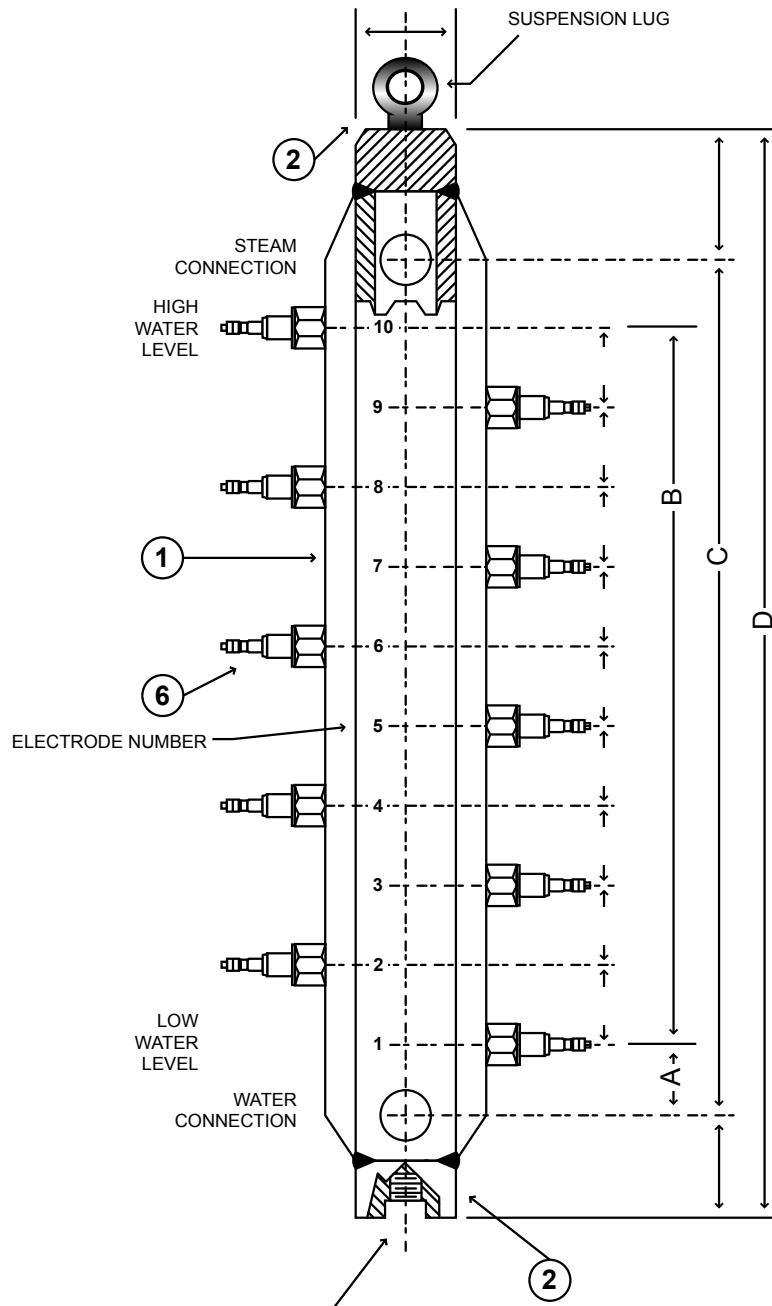 SUSPENSION LUG
2
STEAM
CONNECTION
HIGH
WATER
LEVEL
10
9
8
B
1
7
C
D
6
6
5
ELECTRODE NUMBER
4
3
2
LOW
WATER
LEVEL
1
A
WATER
CONNECTION
2